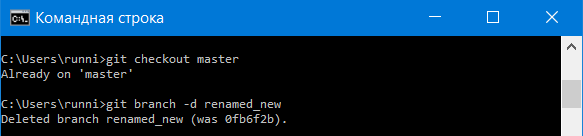 Командная строка
C:\Users\runni>git checkout master
Already on 'master'
C:\Users\runni>git branch -d renamed_new
Deleted branch renamed_new (was 0fb6f2b).